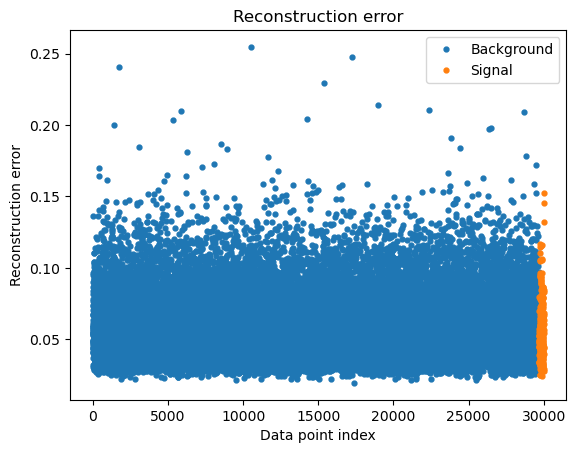 Reconstruction error
0.25
0.20
0.15
0.10
0.05
Reconstruction error
Background
Signal
0
5000
10000
15000
20000
25000
30000
Data point index